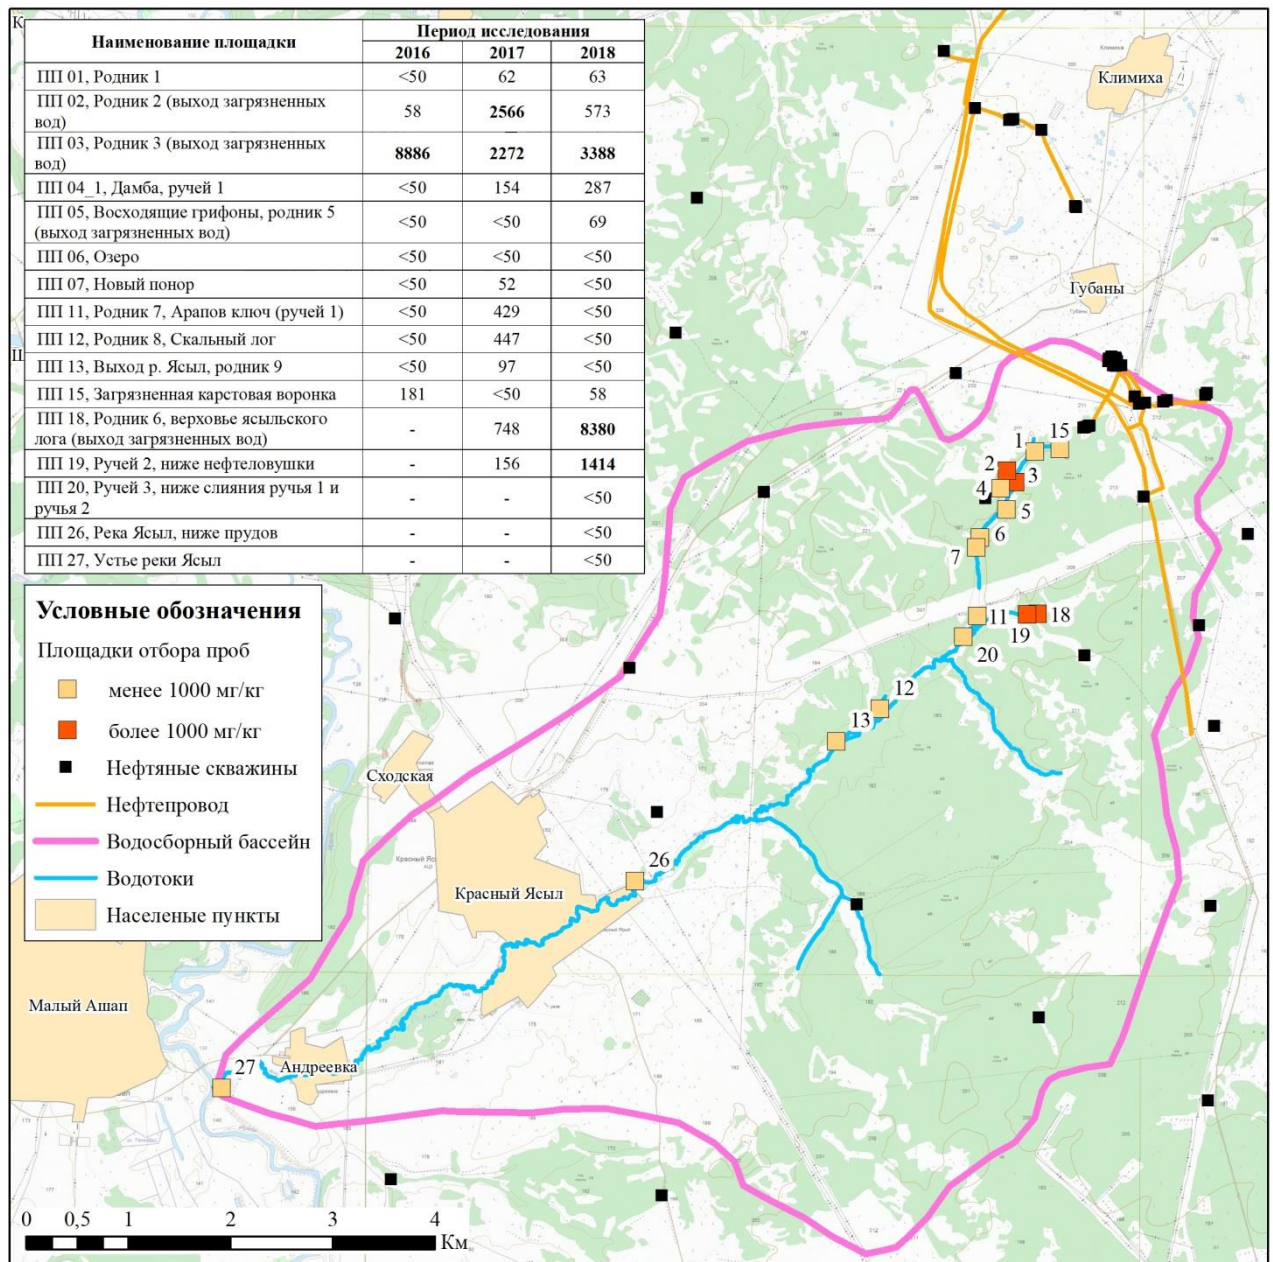 Наименование площадки
Период исследования
2016 2017 2018
ПП 01, Родник 1 <50 62 63
ПП 02, Родник 2 (выход загрязненных
вод) 58 2566 573
ПП 03, Родник 3 (выход загрязненных
вод) 8886 2272 3388
ПП 04_1, Дамба, ручей 1 <50 154 287
ПП 05, Восходящие грифоны, родник 5
(выход загрязненных вод) <50 <50 69
ПП 06, Озеро <50 <50 <50
ПП 07, Новый понор <50 52 <50
ПП 11, Родник 7, Арапов ключ (ручей 1) <50 429 <50
ПП 12, Родник 8, Скальный лог <50 447 <50
ПП 13, Выход р. Ясыл, родник 9 <50 97 <50
ПП 15, Загрязненная карстовая воронка 181 <50 58
ПП 18, Родник 6, верховье ясыльского
лога (выход загрязненных вод) - 748 8380
ПП 19, Ручей 2, ниже нефтеловушки - 156 1414
ПП 20, Ручей 3, ниже слияния ручья 1 и
ручья 2 - - <50
ПП 26, Река Ясыл, ниже прудов - - <50
ПП 27, Устье реки Ясыл - - <50
Условные обозначения
Площадки отбора проб
менее 1000 мг/кг
более 1000 мг/кг
Нефтяные скважины
Нефтепровод
Водосборный бассейн
Водотоки
Населеные пункты
Климиха
Губаны
1
15
2
3
4
5
6
7
11
18
19
20
12
13
Сходская
26
Красный Ясыл
Малый Ашап
27
Андреевка
0 0,5 1 2 3 4
Км